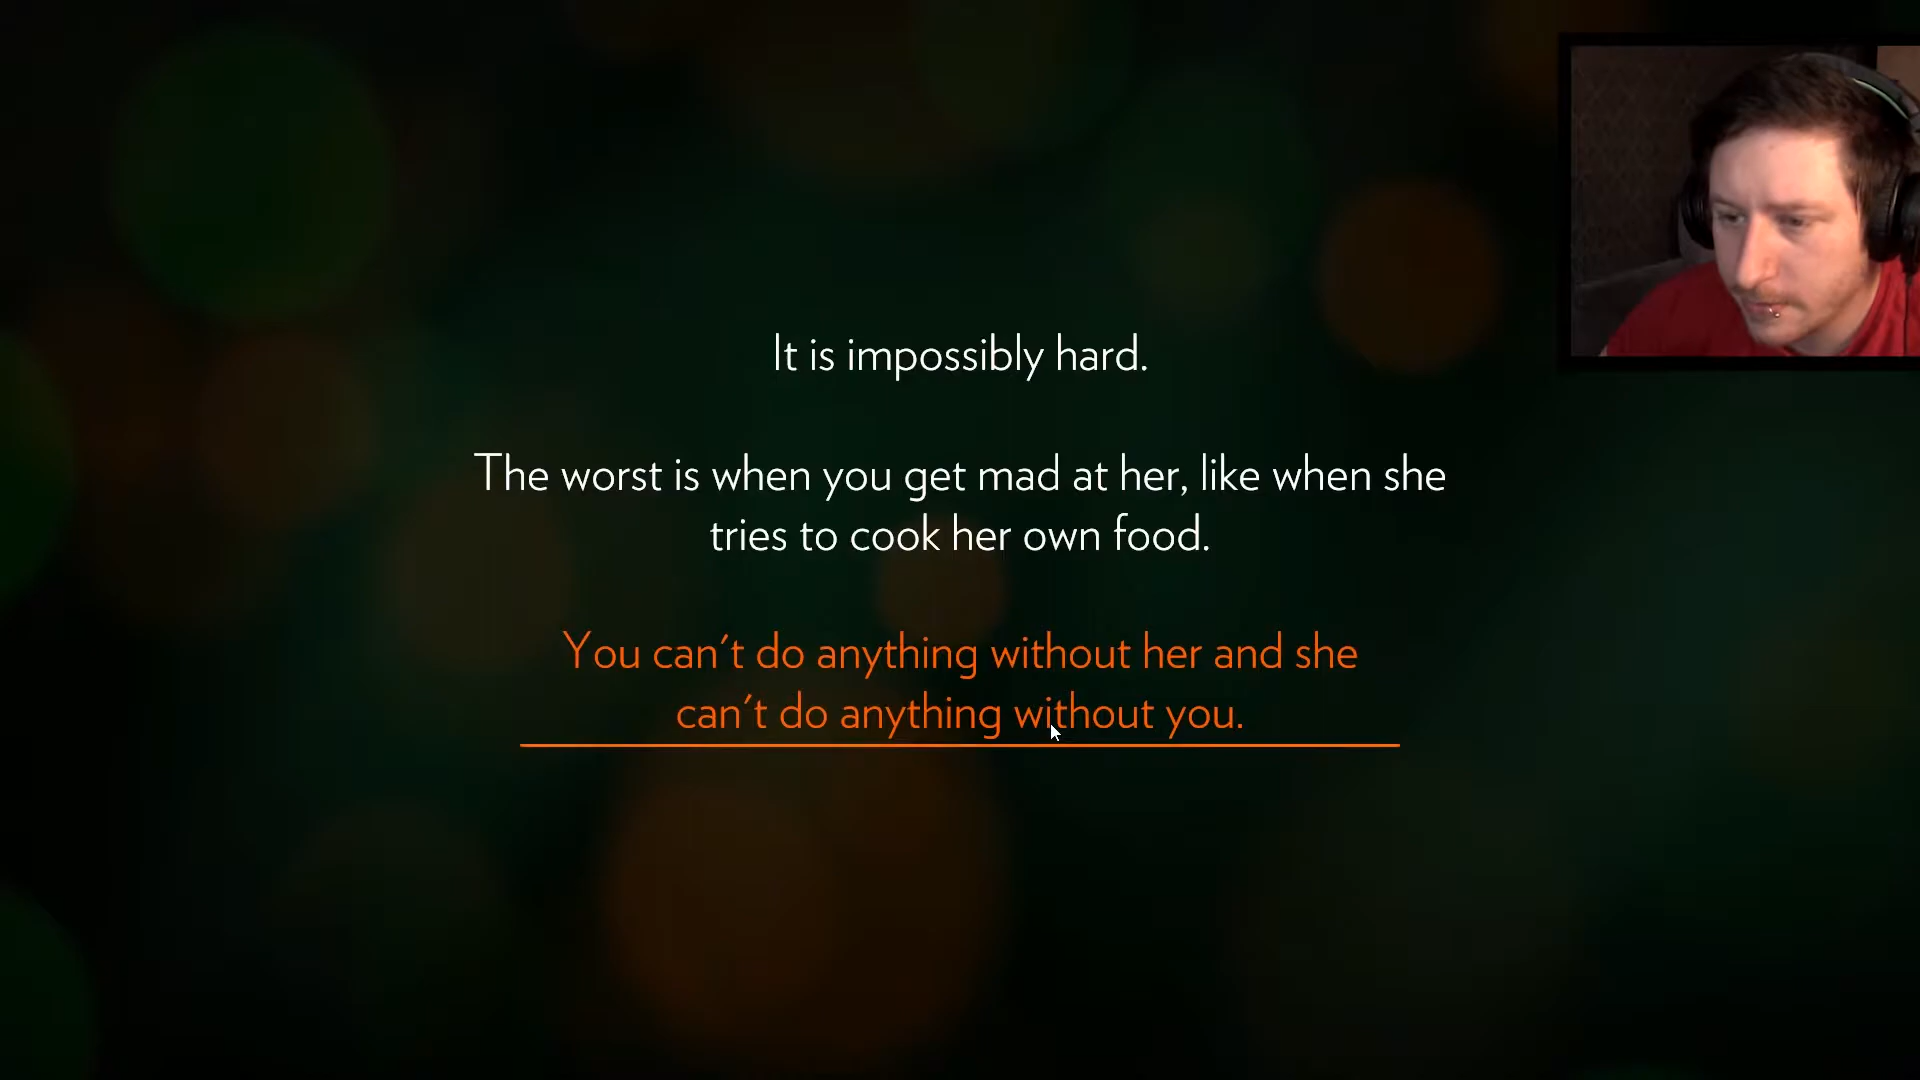 It is impossibly hard.
The worst is when you get mad at her, like when she
tries to cook her own food.
You can't do anything without her and she
can't do anything without you.